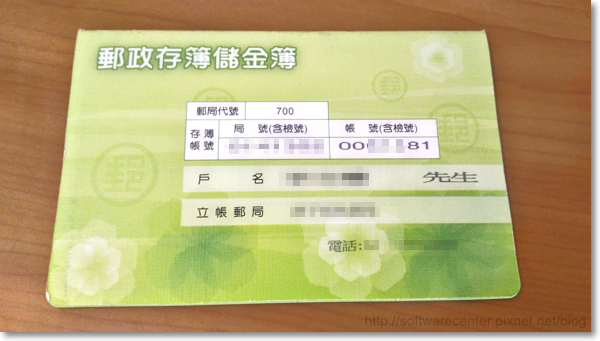 郵政存簿儲金簿
郵局代號 700
存簿帳號 局 號(含檢號) 帳 號(含檢號)
00 81
戶 名 先生
立帳郵局
電話:
http://softwarecenter.pixnet.net/blog